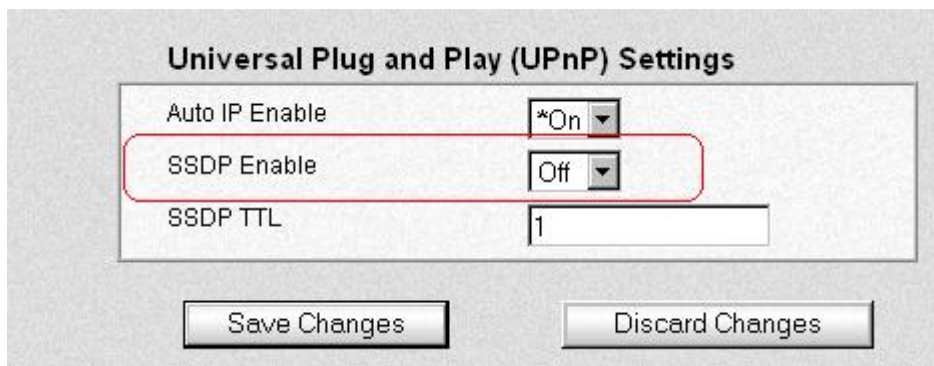 Universal Plug and Play (UPnP) Settings
Auto IP Enable *On
SSDP Enable Off
SSDP TTL 1
Save Changes Discard Changes